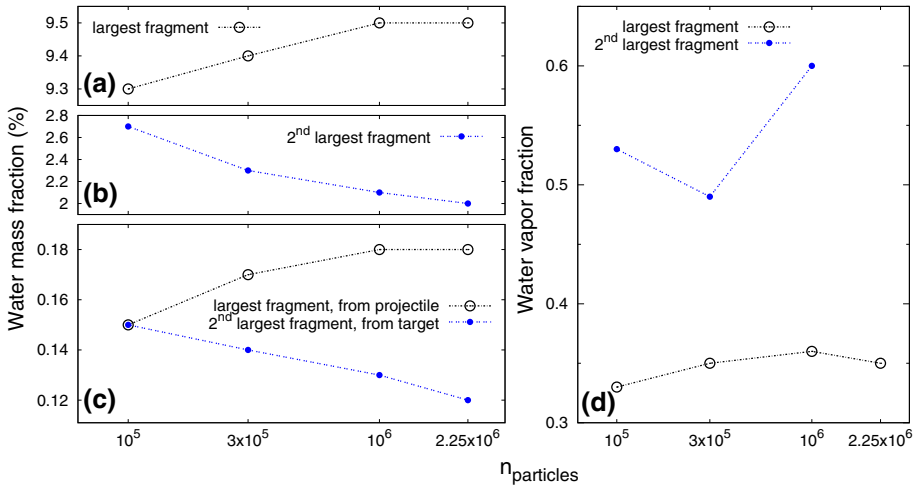 Water mass fraction (%)
9.5
9.4
9.3
largest fragment
(a)
2.8
2.6
2.4
2.2
2
2nd largest fragment
(b)
0.18
0.16
0.14
0.12
largest fragment, from projectile
2nd largest fragment, from target
(c)
10^5
3x10^5
10^6
2.25x10^6
Water vapor fraction
0.6
0.5
0.4
0.3
largest fragment
2nd largest fragment
(d)
10^5
3x10^5
10^6
2.25x10^6
n_particles